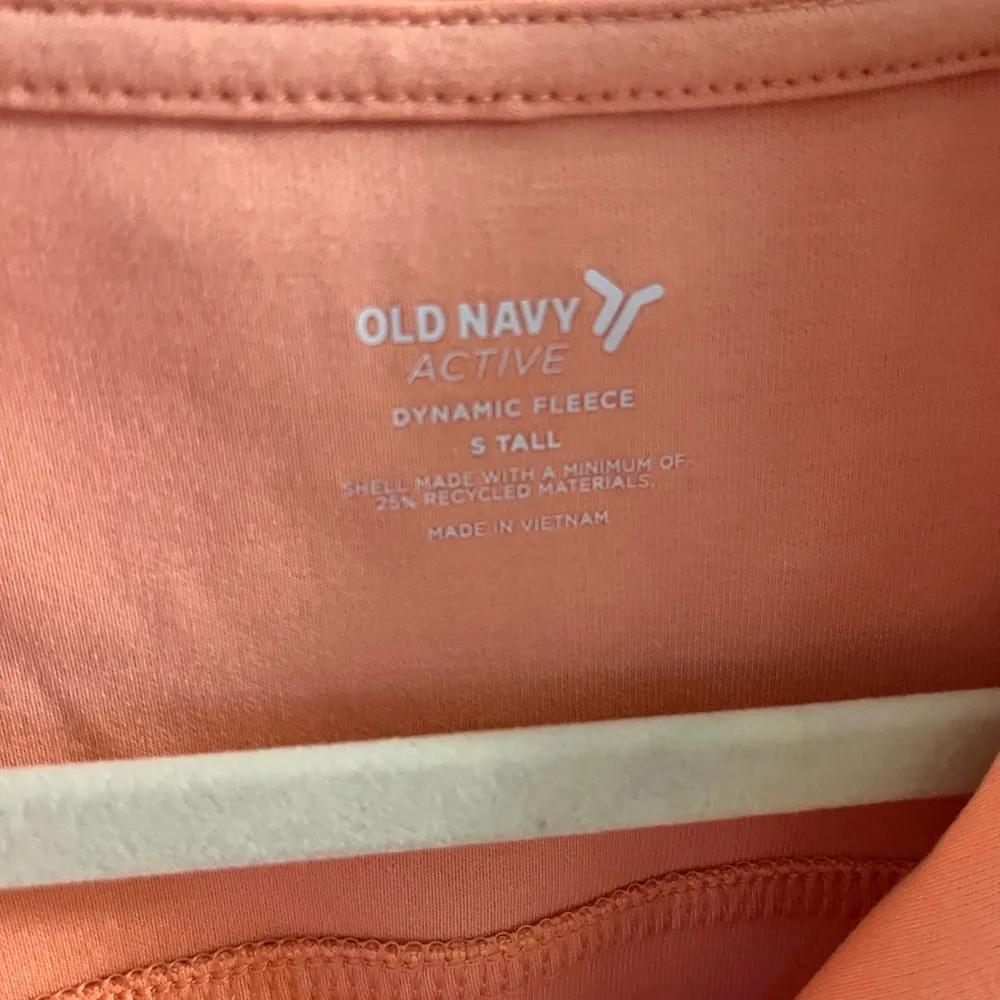 OLD NAVY
ACTIVE
DYNAMIC FLEECE
S TALL
SHELL MADE WITH A MINIMUM OF
25% RECYCLED MATERIALS.
MADE IN VIETNAM